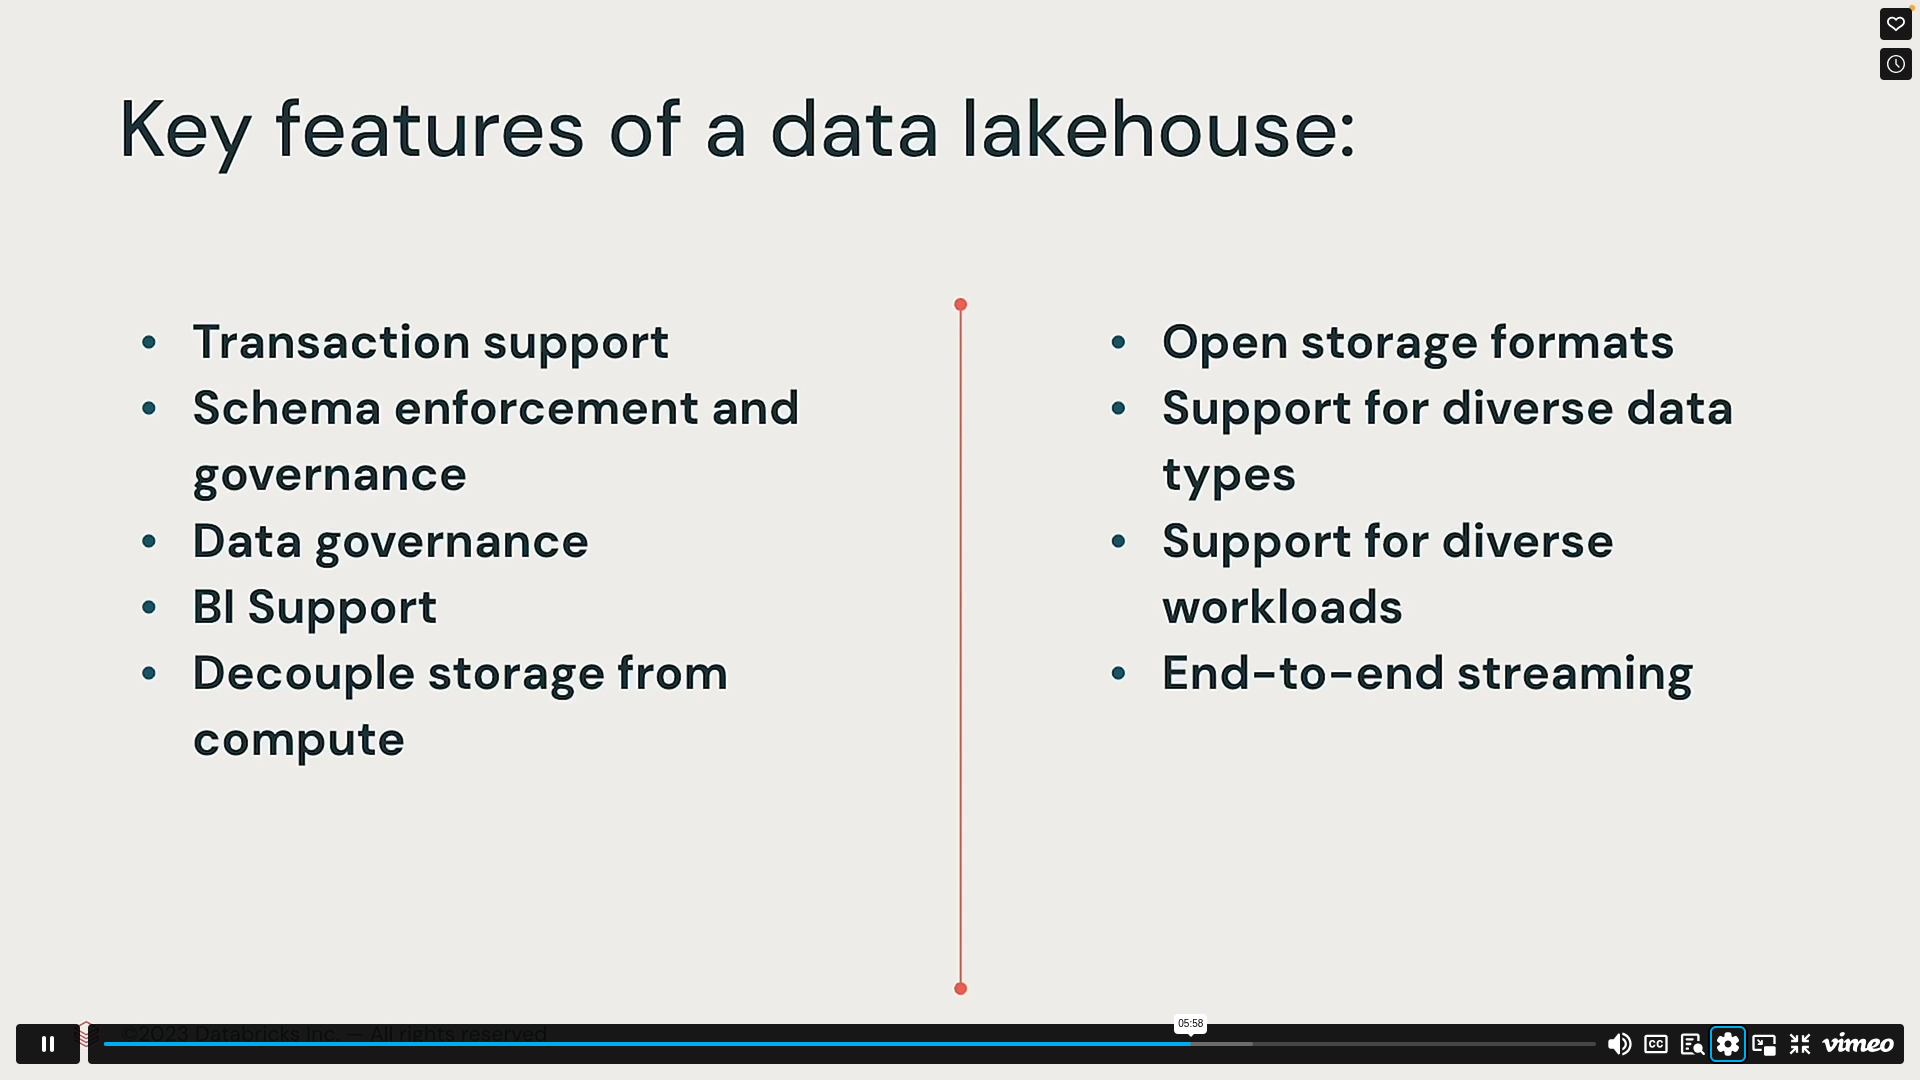 Key features of a data lakehouse:
• Transaction support
• Schema enforcement and
governance
• Data governance
• BI Support
• Decouple storage from
compute
• Open storage formats
• Support for diverse data
types
• Support for diverse
workloads
• End-to-end streaming
©2023 Databricks Inc. — All rights reserved
05:58
CC
vimeo